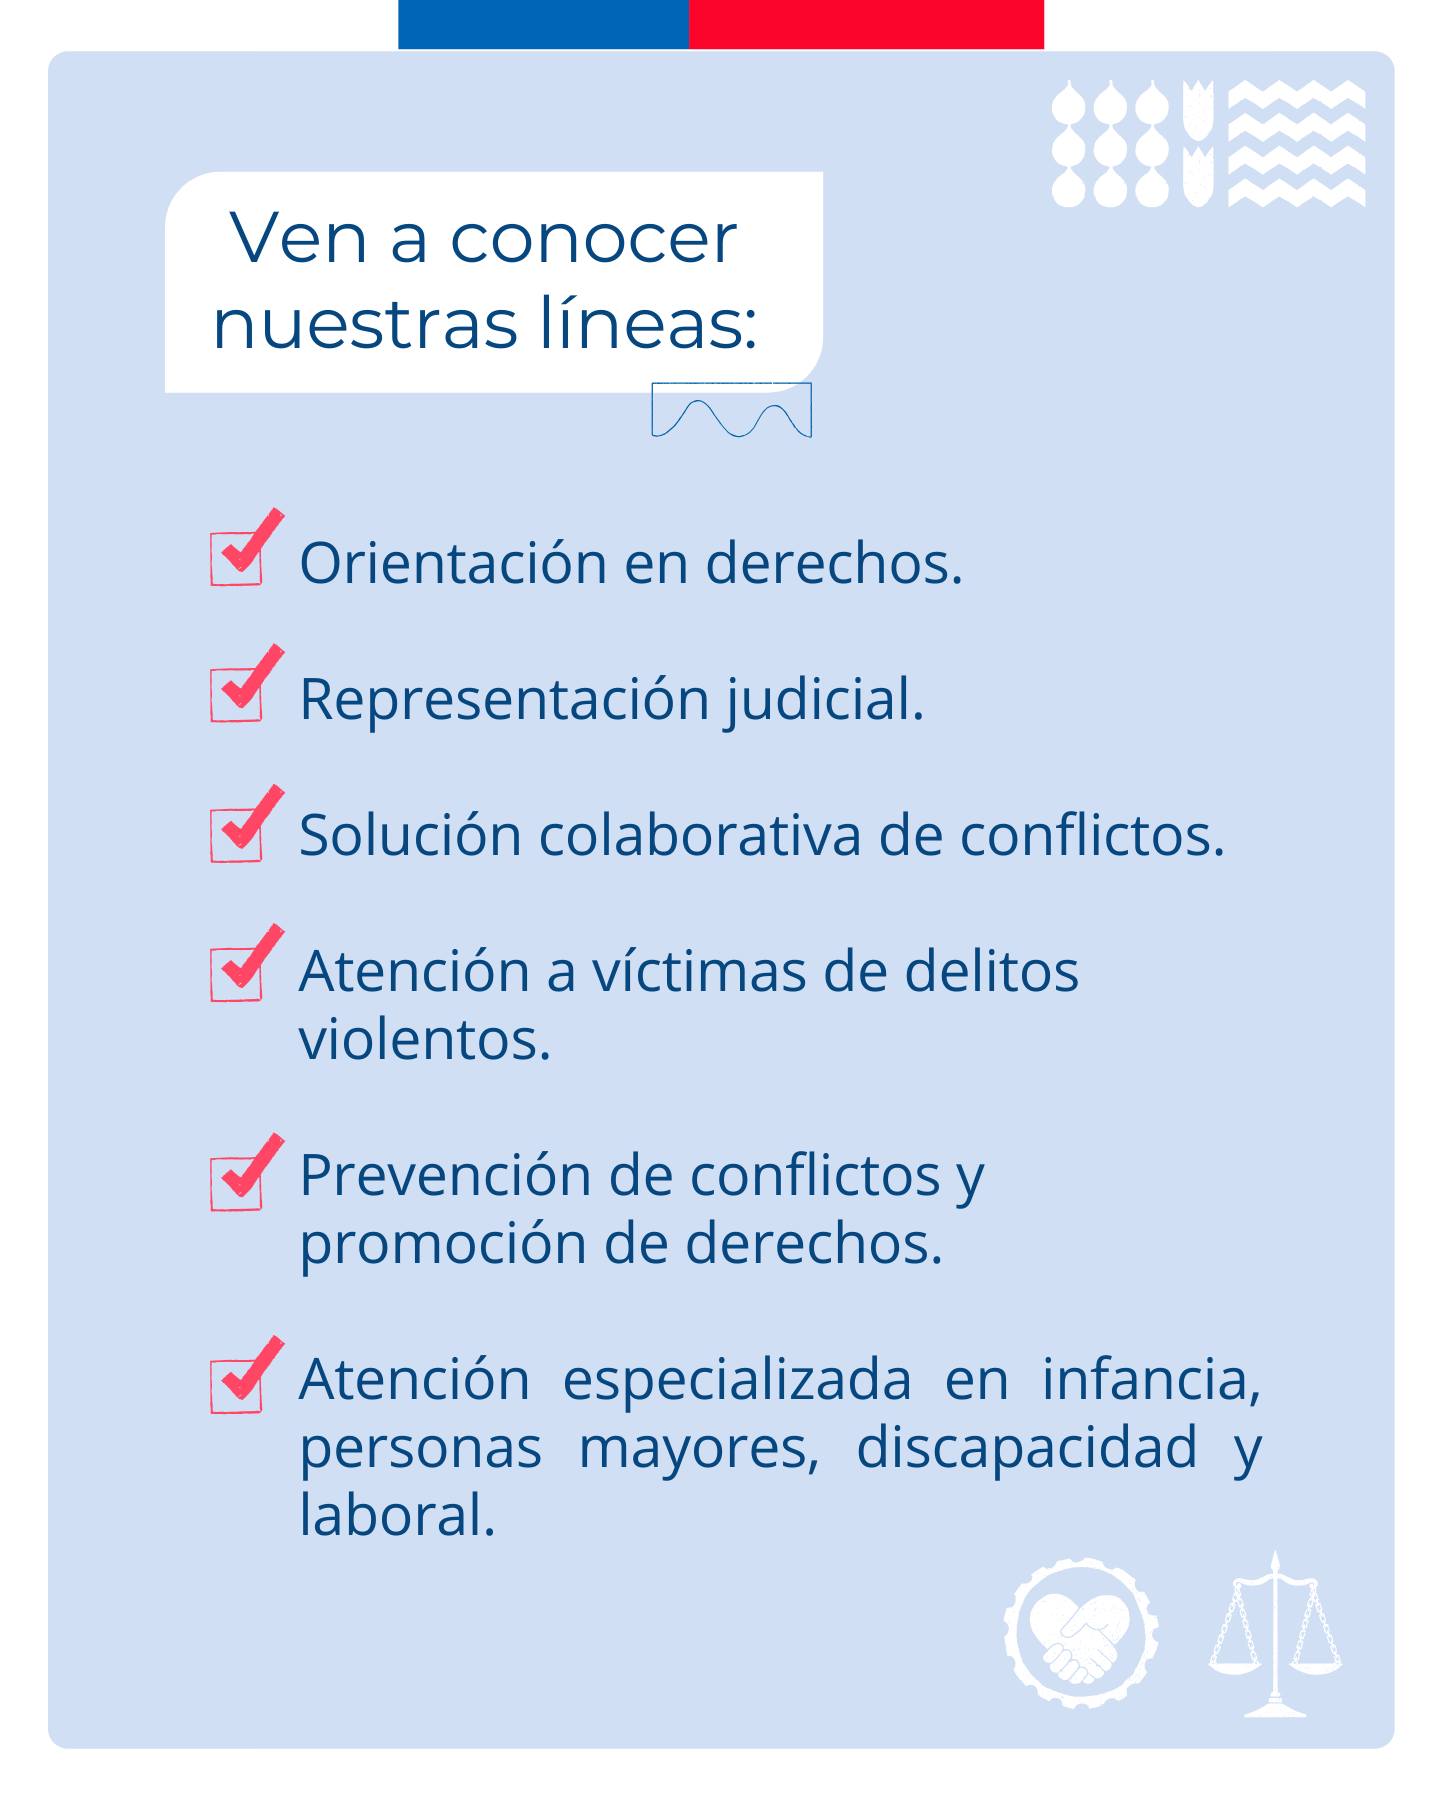 Ven a conocer
nuestras líneas:
Orientación en derechos.
Representación judicial.
Solución colaborativa de conflictos.
Atención a víctimas de delitos
violentos.
Prevención de conflictos y
promoción de derechos.
Atención especializada en infancia,
personas mayores, discapacidad y
laboral.